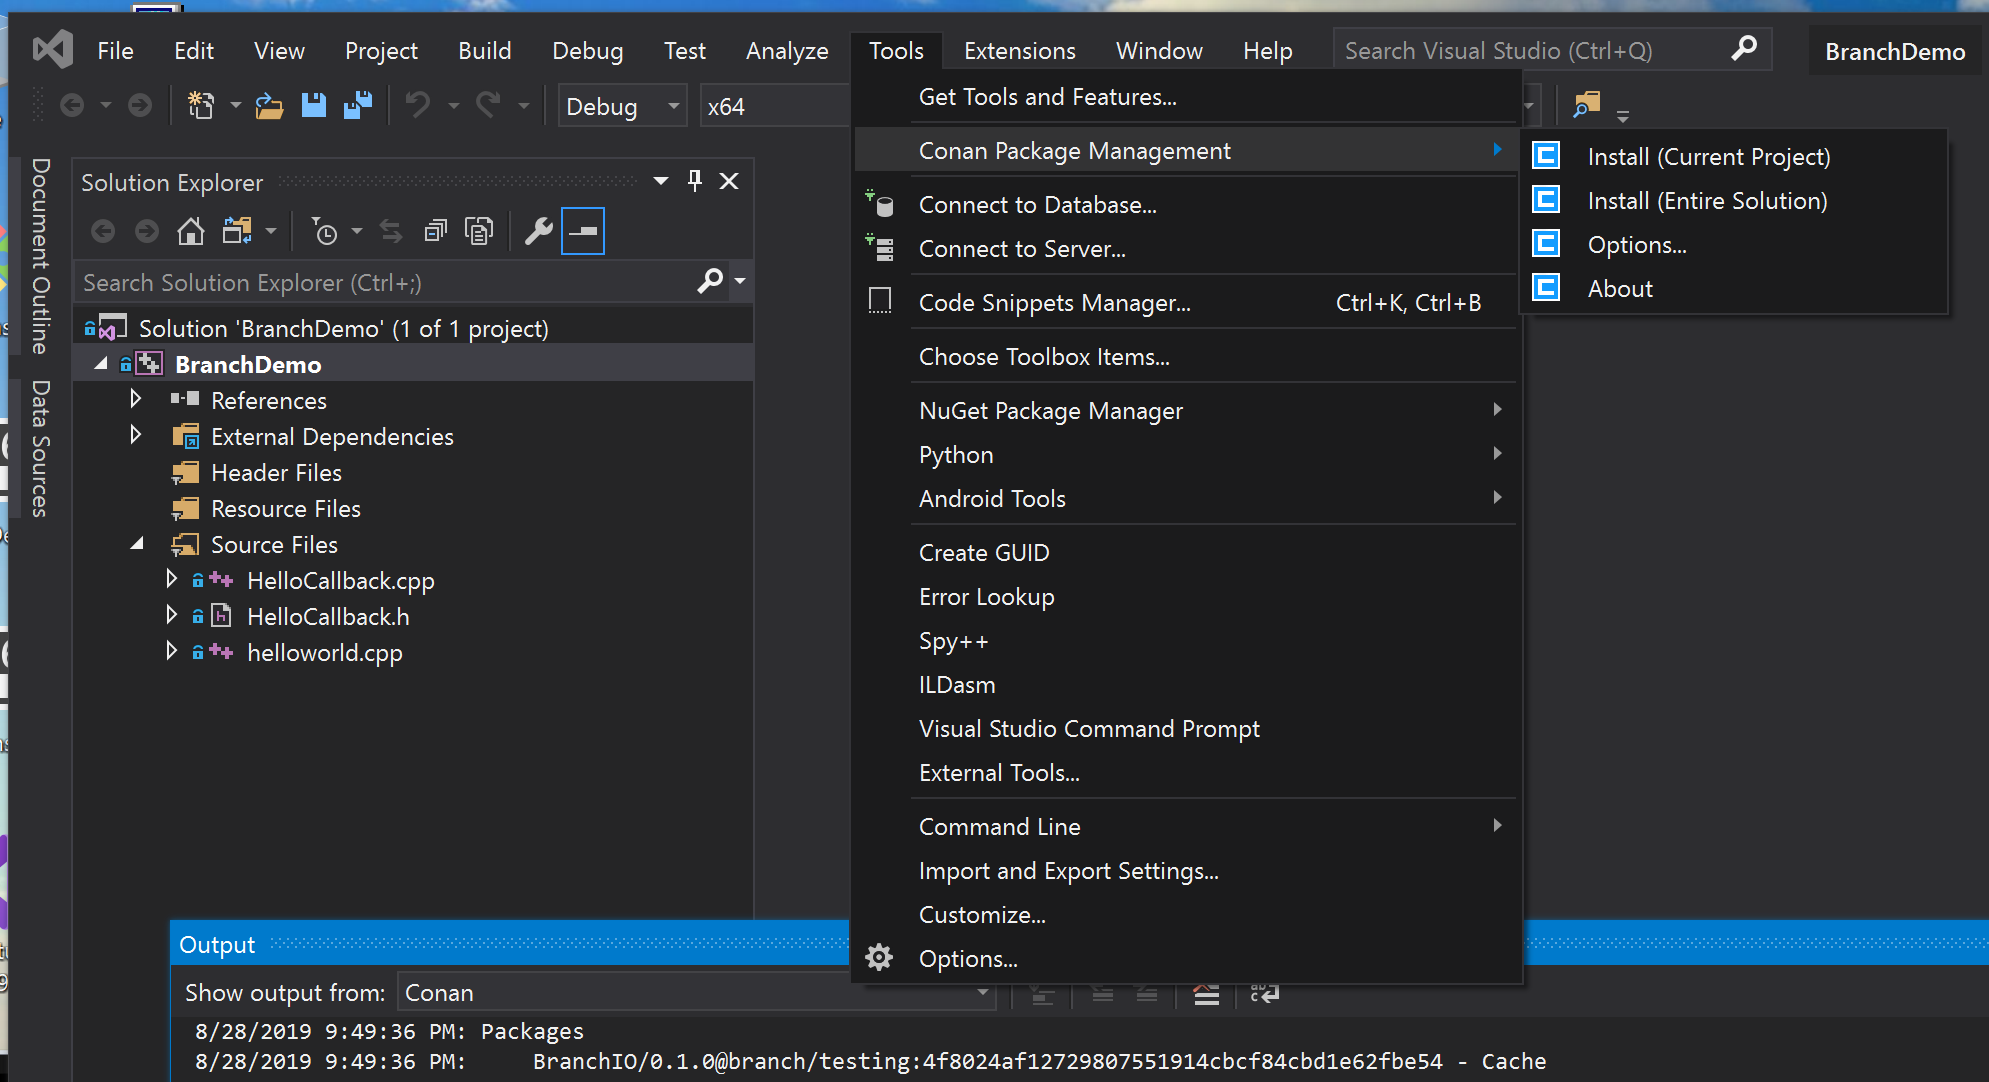 File Edit View Project Build Debug Test Analyze Tools Extensions Window Help Search Visual Studio (Ctrl+Q) BranchDemo
Debug x64
Get Tools and Features...
Conan Package Management
Install (Current Project)
Install (Entire Solution)
Options...
About
Connect to Database...
Connect to Server...
Code Snippets Manager... Ctrl+K, Ctrl+B
Choose Toolbox Items...
NuGet Package Manager
Python
Android Tools
Create GUID
Error Lookup
Spy++
ILDasm
Visual Studio Command Prompt
External Tools...
Command Line
Import and Export Settings...
Customize...
Options...
Document Outline
Data Sources
Solution Explorer
Search Solution Explorer (Ctrl+;)
Solution 'BranchDemo' (1 of 1 project)
BranchDemo
References
External Dependencies
Header Files
Resource Files
Source Files
HelloCallback.cpp
HelloCallback.h
helloworld.cpp
Output
Show output from: Conan
8/28/2019 9:49:36 PM: Packages
8/28/2019 9:49:36 PM: BranchIO/0.1.0@branch/testing:4f8024af12729807551914cbcf84cbd1e62fbe54 - Cache